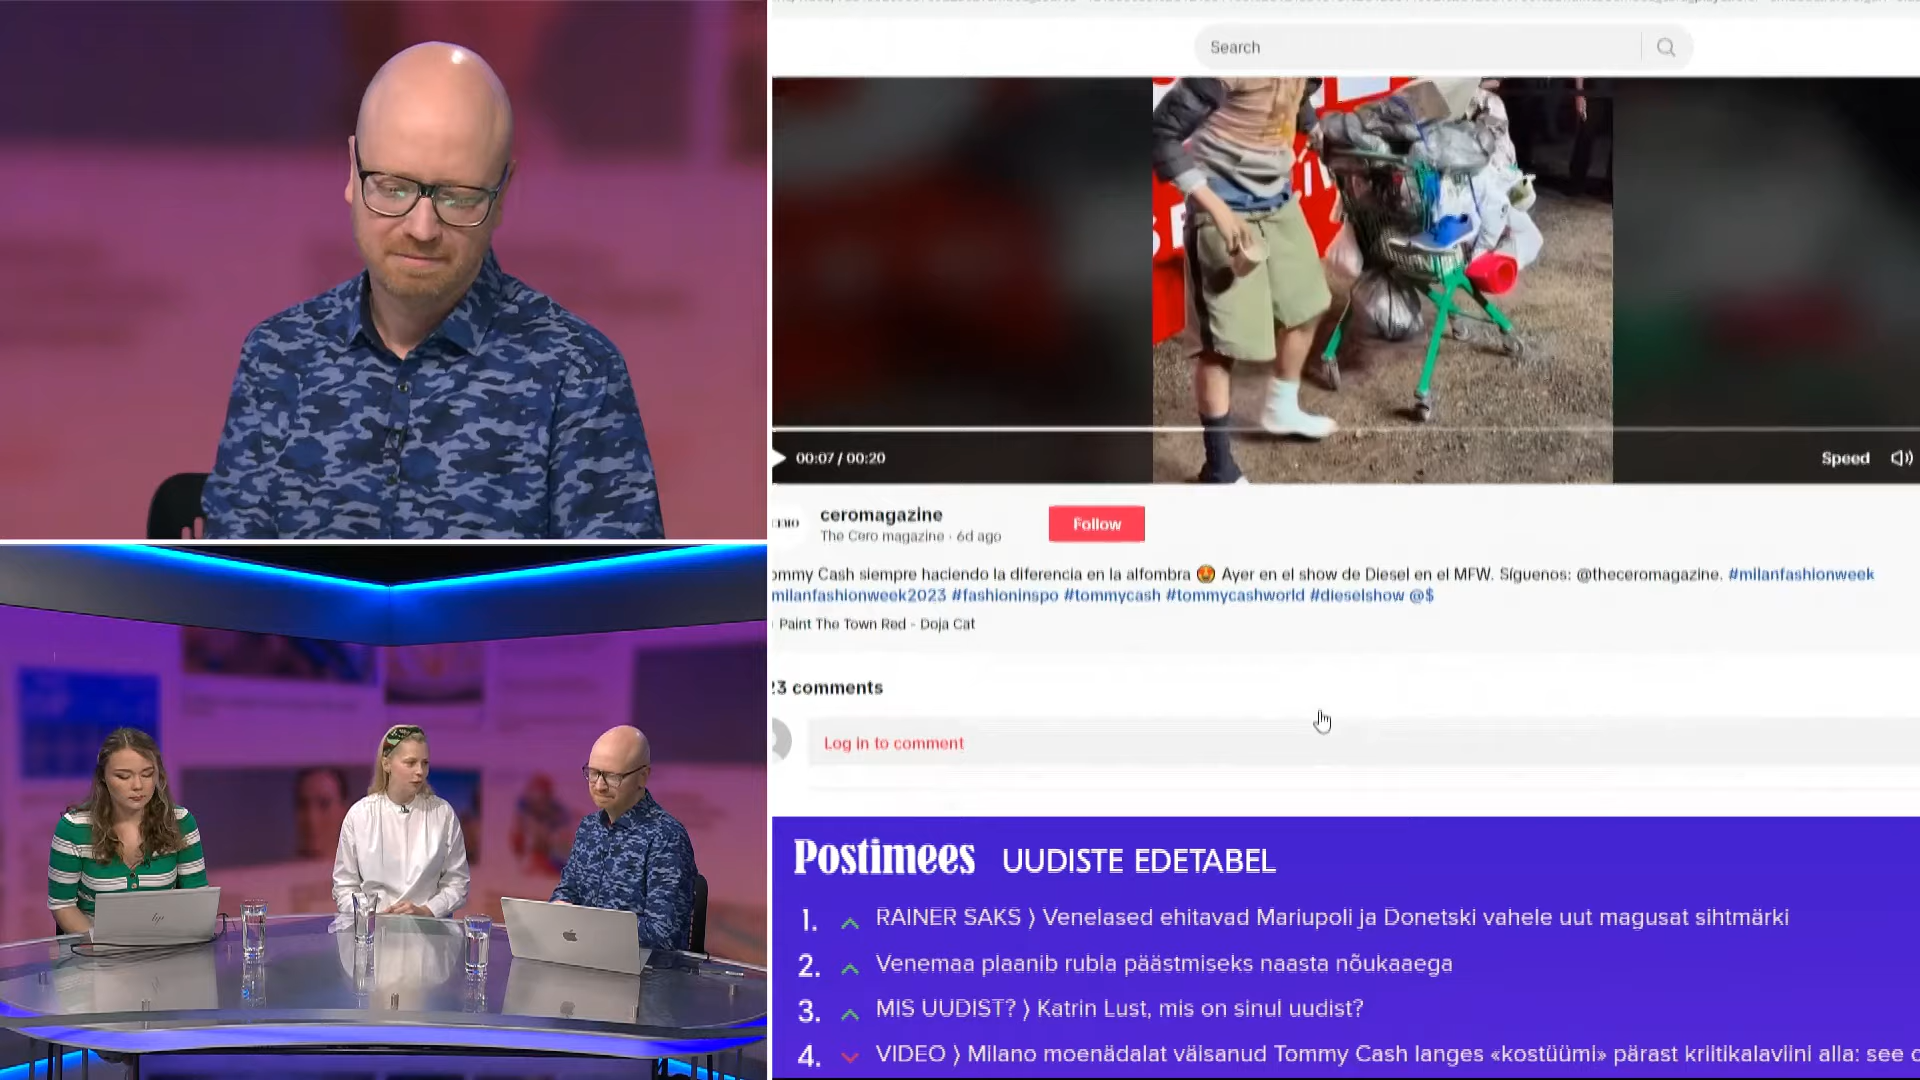 Search
00:07 / 00:20
Speed
ceromagazine
The Cero magazine · 6d ago
Follow
ommy Cash siempre haciendo la diferencia en la alfombra 🤩 Ayer en el show de Diesel en el MFW. Síguenos: @theceromagazine. #milanfashionweek
milanfashionweek2023 #fashioninspo #tommycash #tommycashworld #dieselshow @$
Paint The Town Red - Doja Cat
23 comments
Log in to comment
Postimees UUDISTE EDETABEL
1. RAINER SAKS ⟩ Venelased ehitavad Mariupoli ja Donetski vahele uut magusat sihtmärki
2. Venemaa plaanib rubla päästmiseks naasta nõukaaega
3. MIS UUDIST? ⟩ Katrin Lust, mis on sinul uudist?
4. VIDEO ⟩ Milano moenädalat väisanud Tommy Cash langes «kostüümi» pärast kriitikalaviini alla: see
hp